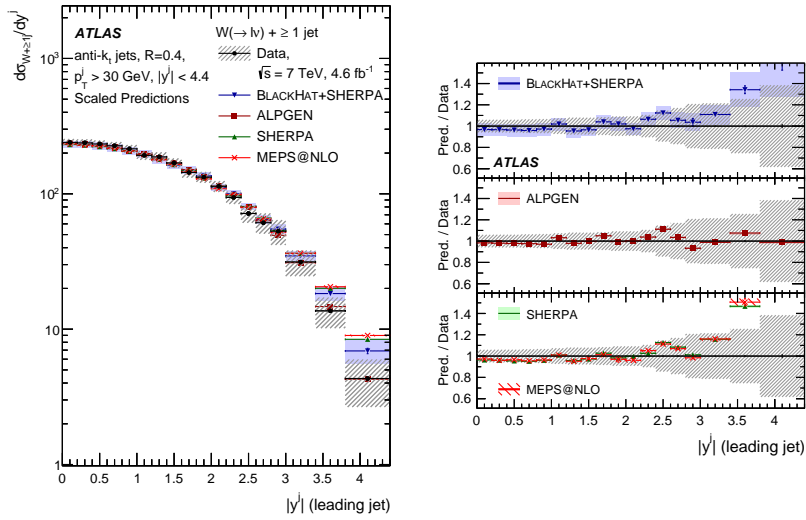 dσ_{W+≥1j}/dy^j
ATLAS
anti-k_t jets, R=0.4,
p_T^j > 30 GeV, |y^j| < 4.4
Scaled Predictions
W(→ lν) + ≥ 1 jet
Data,
√s = 7 TeV, 4.6 fb⁻¹
BLACKHAT+SHERPA
ALPGEN
SHERPA
MEPS@NLO
10³
10²
10
1
0 0.5 1 1.5 2 2.5 3 3.5 4
|y^j| (leading jet)
Pred. / Data
1.4
1.2
1
0.8
0.6
BLACKHAT+SHERPA
ATLAS
Pred. / Data
1.4
1.2
1
0.8
0.6
ALPGEN
Pred. / Data
1.4
1.2
1
0.8
0.6
SHERPA
MEPS@NLO
0 0.5 1 1.5 2 2.5 3 3.5 4
|y^j| (leading jet)